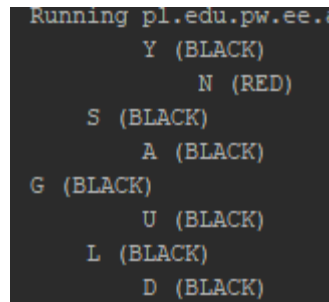 Running pl.edu.pw.ee.
Y (BLACK)
N (RED)
S (BLACK)
A (BLACK)
G (BLACK)
U (BLACK)
L (BLACK)
D (BLACK)